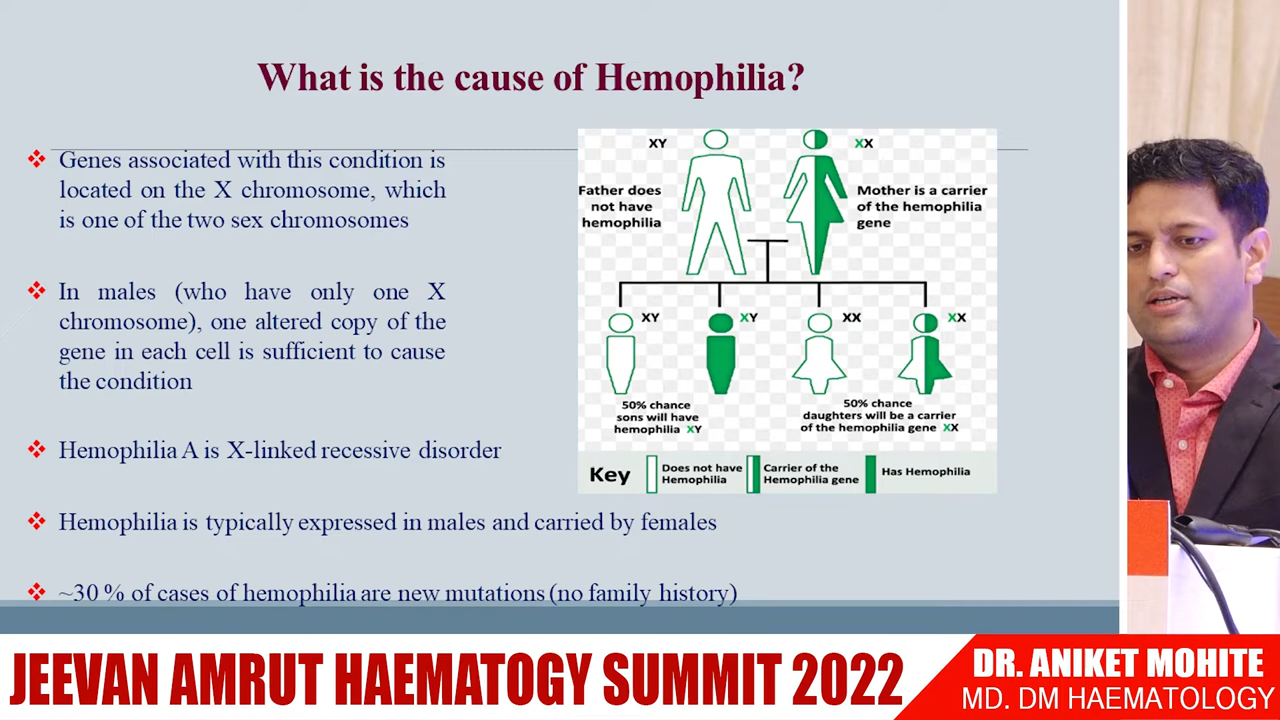 What is the cause of Hemophilia?
❖ Genes associated with this condition is
located on the X chromosome, which
is one of the two sex chromosomes
❖ In males (who have only one X
chromosome), one altered copy of the
gene in each cell is sufficient to cause
the condition
❖ Hemophilia A is X-linked recessive disorder
❖ Hemophilia is typically expressed in males and carried by females
❖ ~30 % of cases of hemophilia are new mutations (no family history)
XY
XX
Father does
not have
hemophilia
Mother is a carrier
of the hemophilia
gene
XY
XY
XX
XX
50% chance
sons will have
hemophilia XY
50% chance
daughters will be a carrier
of the hemophilia gene XX
Key
Does not have
Hemophilia
Carrier of the
Hemophilia gene
Has Hemophilia
JEEVAN AMRUT HAEMATOGY SUMMIT 2022
DR. ANIKET MOHITE
MD. DM HAEMATOLOGY